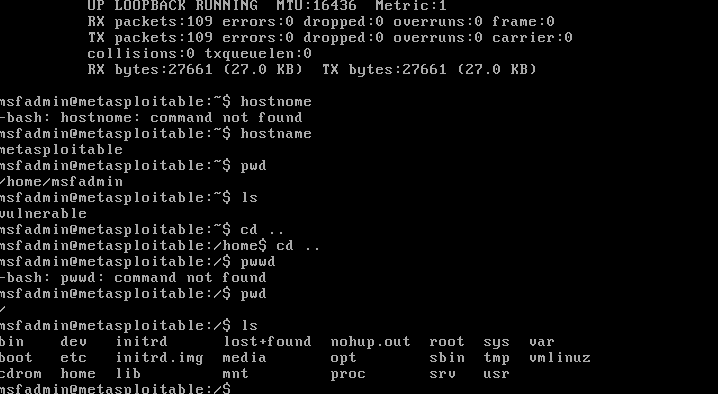 UP LOOPBACK RUNNING  MTU:16436  Metric:1
RX packets:109 errors:0 dropped:0 overruns:0 frame:0
TX packets:109 errors:0 dropped:0 overruns:0 carrier:0
collisions:0 txqueuelen:0
RX bytes:27661 (27.0 KB)  TX bytes:27661 (27.0 KB)
msfadmin@metasploitable:~$ hostnome
-bash: hostnome: command not found
msfadmin@metasploitable:~$ hostname
metasploitable
msfadmin@metasploitable:~$ pwd
/home/msfadmin
msfadmin@metasploitable:~$ ls
vulnerable
msfadmin@metasploitable:~$ cd ..
msfadmin@metasploitable:/home$ cd ..
msfadmin@metasploitable:/$ pwwd
-bash: pwwd: command not found
msfadmin@metasploitable:/$ pwd
/
msfadmin@metasploitable:/$ ls
bin    dev   initrd      lost+found  nohup.out  root  sys  var
boot   etc   initrd.img  media       opt        sbin  tmp  vmlinuz
cdrom  home  lib         mnt         proc       srv   usr
msfadmin@metasploitable:/$